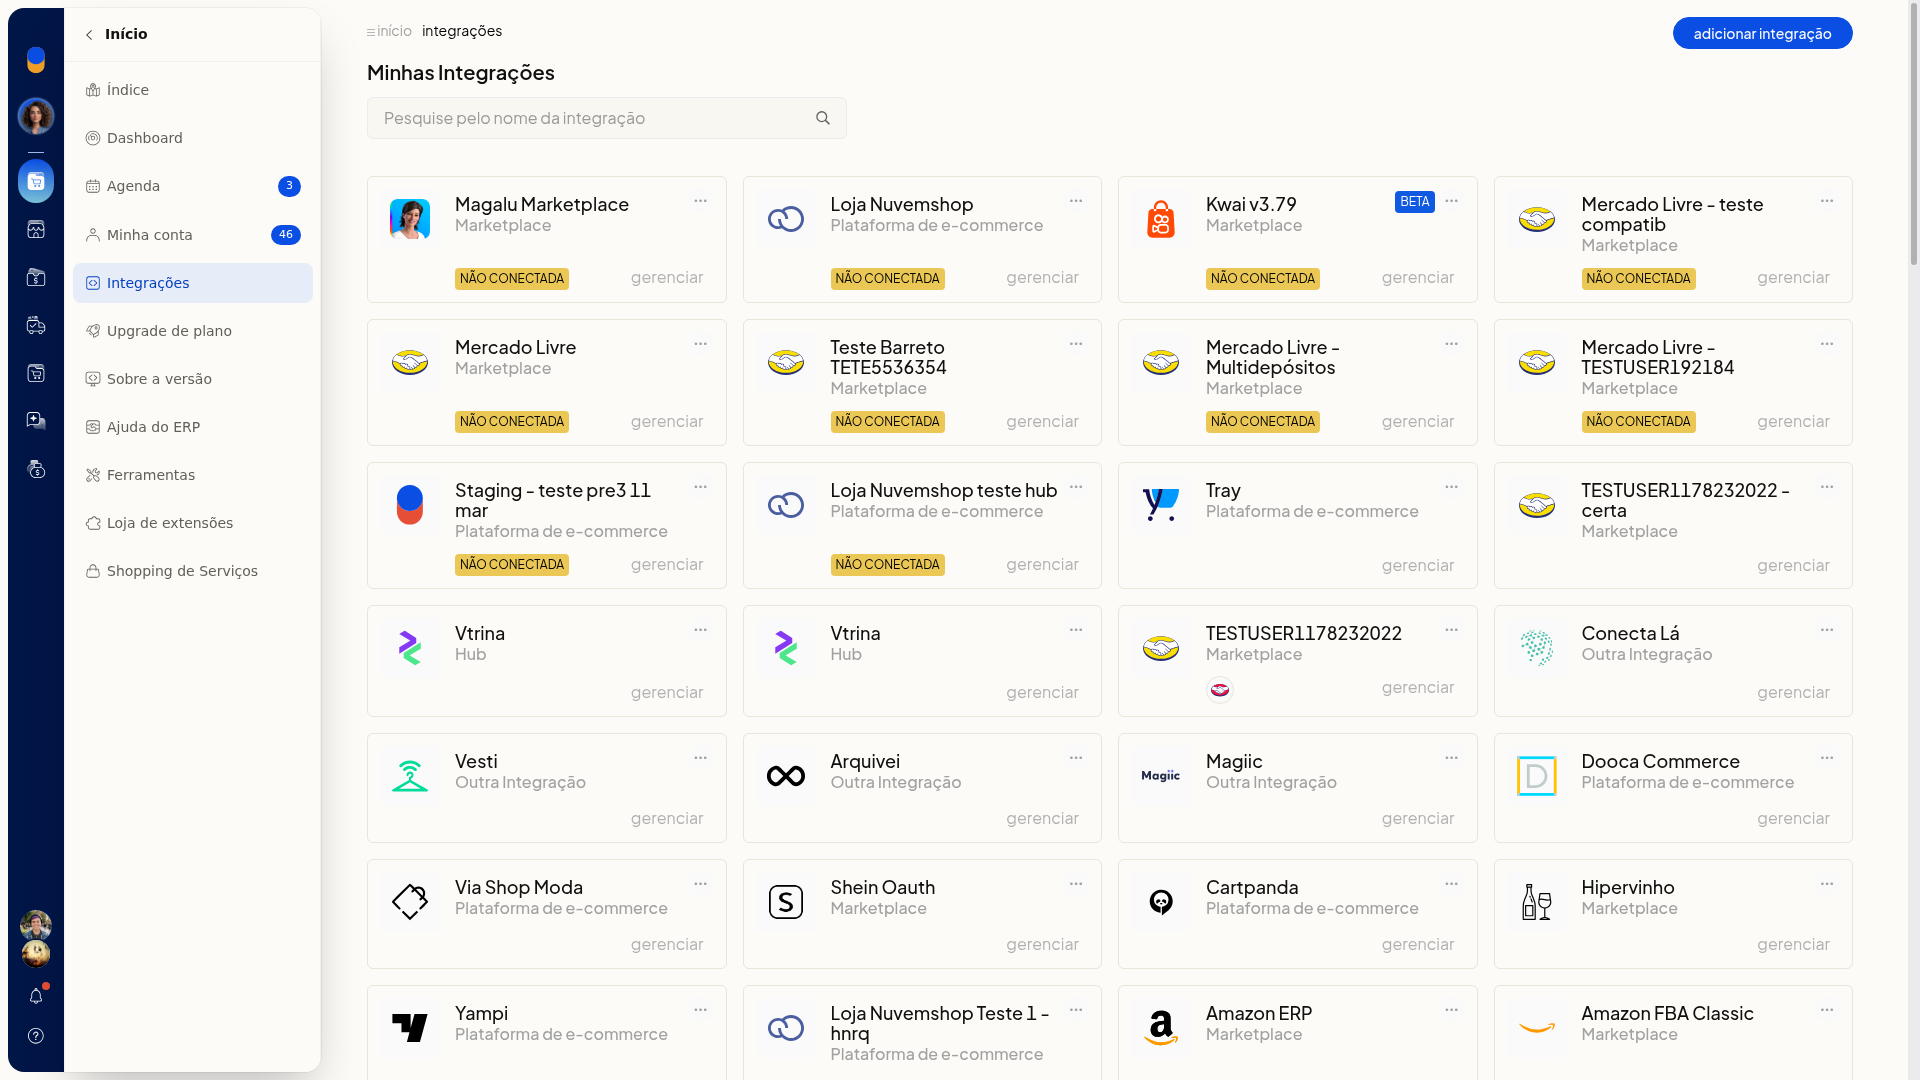 Início
Índice
Dashboard
Agenda
3
Minha conta
46
Integrações
Upgrade de plano
Sobre a versão
Ajuda do ERP
Ferramentas
Loja de extensões
Shopping de Serviços
início integrações
adicionar integração
Minhas Integrações
Pesquise pelo nome da integração
Magalu Marketplace
Marketplace
NÃO CONECTADA
gerenciar
Loja Nuvemshop
Plataforma de e-commerce
NÃO CONECTADA
gerenciar
Kwai v3.79
BETA
Marketplace
NÃO CONECTADA
gerenciar
Mercado Livre - teste
compatib
Marketplace
NÃO CONECTADA
gerenciar
Mercado Livre
Marketplace
NÃO CONECTADA
gerenciar
Teste Barreto
TETE5536354
Marketplace
NÃO CONECTADA
gerenciar
Mercado Livre -
Multidepósitos
Marketplace
NÃO CONECTADA
gerenciar
Mercado Livre -
TESTUSER192184
Marketplace
NÃO CONECTADA
gerenciar
Staging - teste pre3 11
mar
Plataforma de e-commerce
NÃO CONECTADA
gerenciar
Loja Nuvemshop teste hub
Plataforma de e-commerce
NÃO CONECTADA
gerenciar
Tray
Plataforma de e-commerce
gerenciar
TESTUSER1178232022 -
certa
Marketplace
gerenciar
Vtrina
Hub
gerenciar
Vtrina
Hub
gerenciar
TESTUSER1178232022
Marketplace
gerenciar
Conecta Lá
Outra Integração
gerenciar
Vesti
Outra Integração
gerenciar
Arquivei
Outra Integração
gerenciar
Magiic
Magiic
Outra Integração
gerenciar
D
Dooca Commerce
Plataforma de e-commerce
gerenciar
Via Shop Moda
Plataforma de e-commerce
gerenciar
S
Shein Oauth
Marketplace
gerenciar
Cartpanda
Plataforma de e-commerce
gerenciar
Hipervinho
Marketplace
gerenciar
Yampi
Plataforma de e-commerce
Loja Nuvemshop Teste 1 -
hnrq
Plataforma de e-commerce
a
Amazon ERP
Marketplace
Amazon FBA Classic
Marketplace